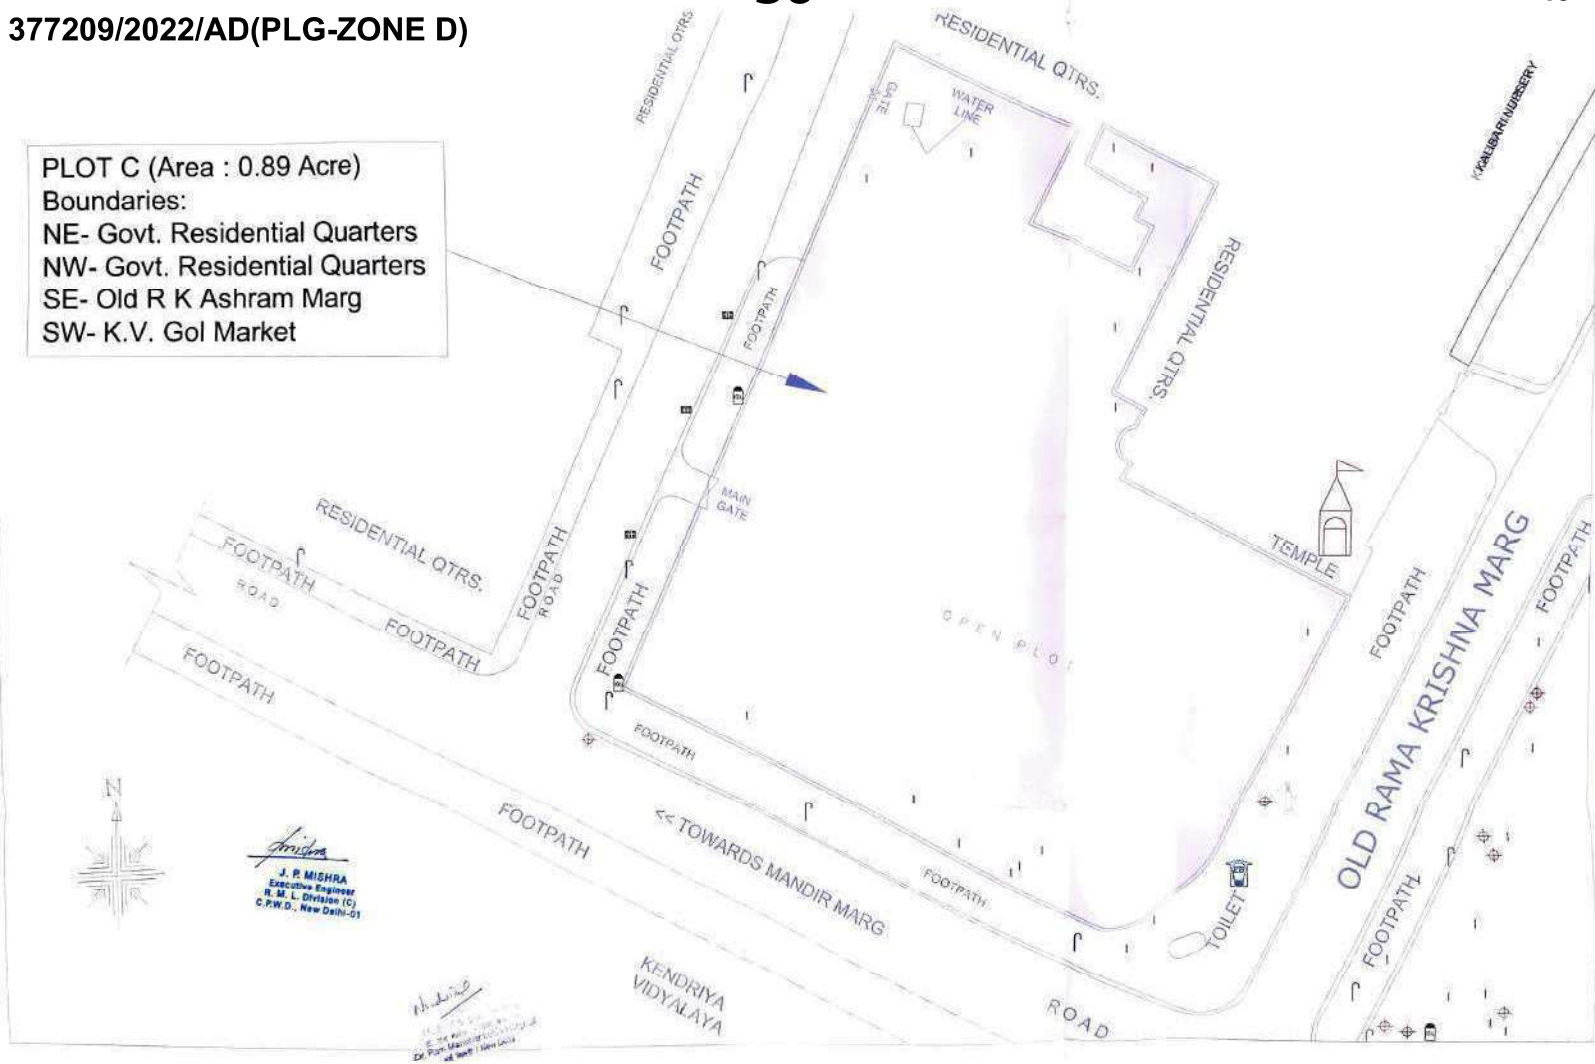 377209/2022/AD(PLG-ZONE D)
PLOT C (Area : 0.89 Acre)
Boundaries:
NE- Govt. Residential Quarters
NW- Govt. Residential Quarters
SE- Old R K Ashram Marg
SW- K.V. Gol Market
RESIDENTIAL QTRS
RESIDENTIAL QTRS.
GATE
WATER
LINE
FOOTPATH
FOOTPATH
RESIDENTIAL QTRS.
MAIN
GATE
RESIDENTIAL QTRS.
FOOTPATH
ROAD
FOOTPATH
ROAD
FOOTPATH
FOOTPATH
FOOTPATH
TEMPLE
FOOTPATH
FOOTPATH
OLD RAMA KRISHNA MARG
OPEN PLOT
FOOTPATH
FOOTPATH
<< TOWARDS MANDIR MARG
FOOTPATH
FOOTPATH
TOILET
ROAD
KENDRIYA
VIDYALAYA
N
J. P. MISHRA
Executive Engineer
R. M. L. Division (C)
C.P.W.D., New Delhi-01